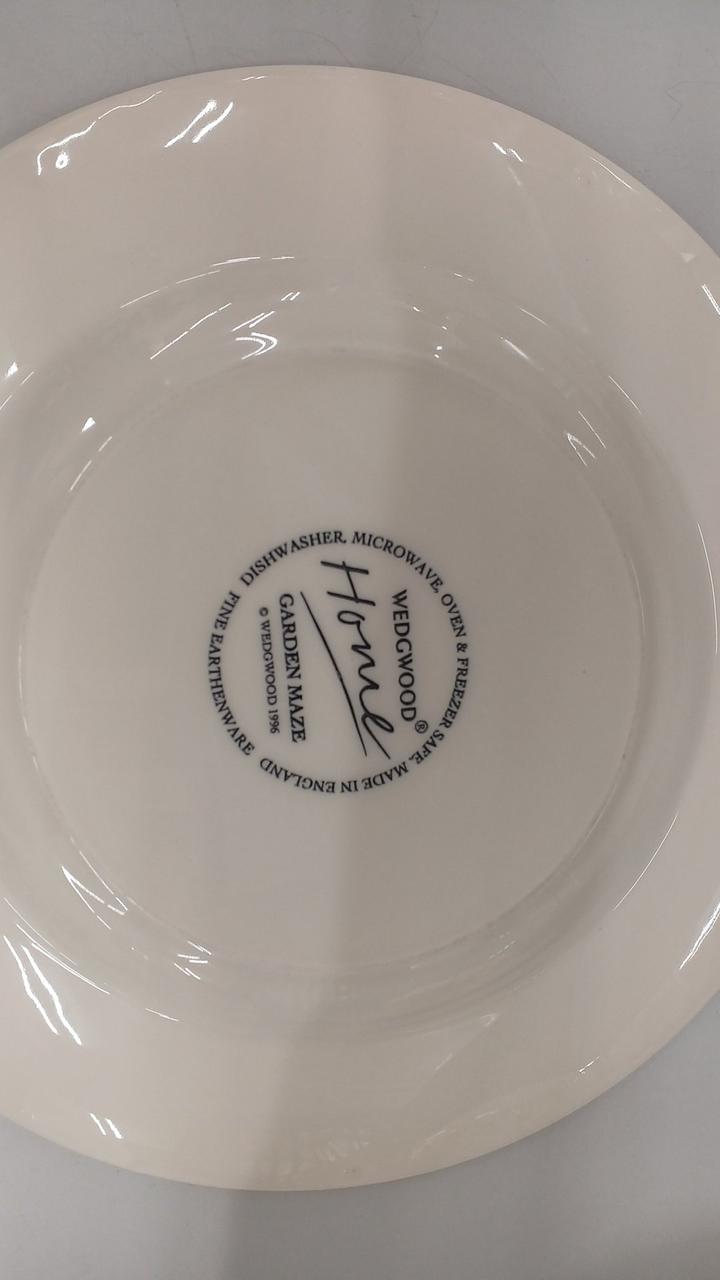 WEDGWOOD®
Home
GARDEN MAZE
© WEDGWOOD 1996
FINE EARTHENWARE
DISHWASHER, MICROWAVE, OVEN & FREEZER SAFE. MADE IN ENGLAND